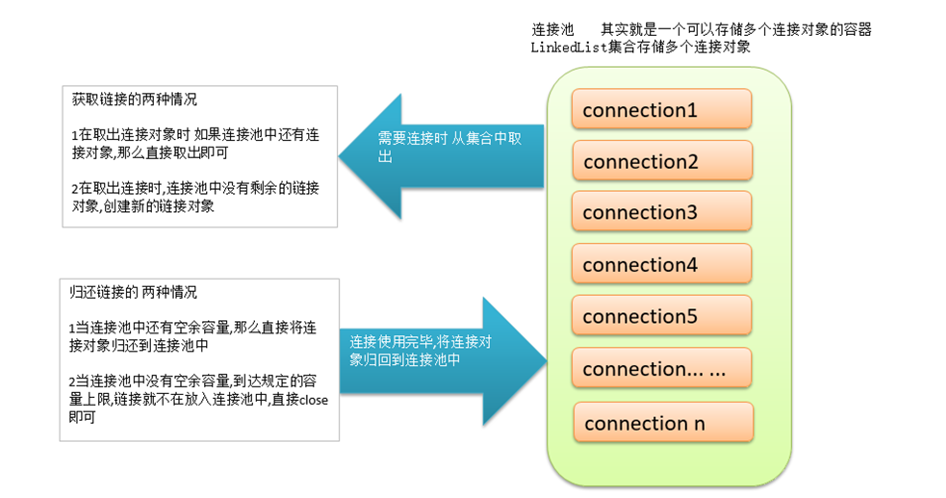 连接池    其实就是一个可以存储多个连接对象的容器
LinkedList集合存储多个连接对象
获取链接的两种情况
1在取出连接对象时 如果连接池中还有连
接对象,那么直接取出即可
2在取出连接时,连接池中没有剩余的链接
对象,创建新的链接对象
需要连接时 从集合中取
出
connection1
connection2
connection3
connection4
connection5
connection... ...
connection n
归还链接的 两种情况
1当连接池中还有空余容量,那么直接将连
接对象归还到连接池中
2当连接池中没有空余容量,到达规定的容
量上限,链接就不在放入连接池中,直接close
即可
连接使用完毕,将连接对
象归回到连接池中